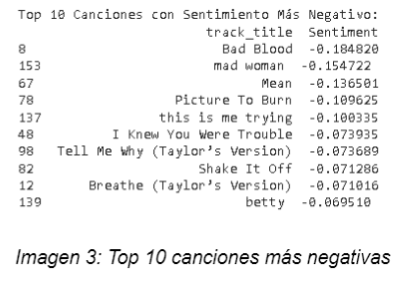 Top 10 Canciones con Sentimiento Más Negativo:
track_title Sentiment
8 Bad Blood -0.184820
153 mad woman -0.154722
67 Mean -0.136501
78 Picture To Burn -0.109625
137 this is me trying -0.100335
48 I Knew You Were Trouble -0.073935
98 Tell Me Why (Taylor's Version) -0.073689
82 Shake It Off -0.071286
12 Breathe (Taylor's Version) -0.071016
139 betty -0.069510
Imagen 3: Top 10 canciones más negativas